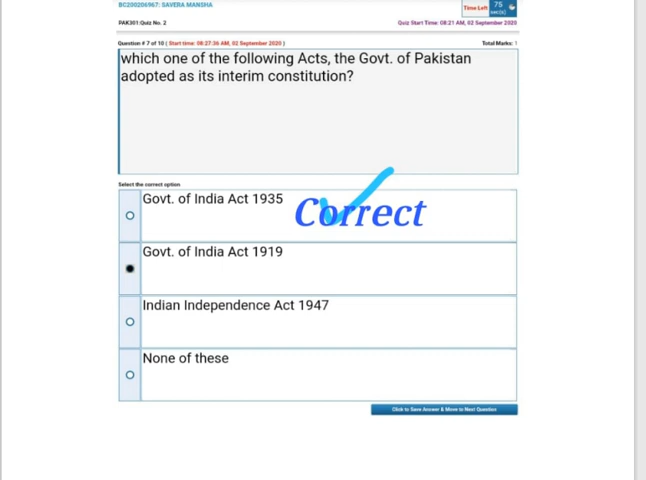 BC200206967: SAVERA MANSHA
Time Left 75
sec(s)
PAK301:Quiz No. 2
Quiz Start Time: 08:21 AM, 02 September 2020
Question # 7 of 10 ( Start time: 08:27:36 AM, 02 September 2020 )
Total Marks: 1
which one of the following Acts, the Govt. of Pakistan
adopted as its interim constitution?
Select the correct option
Govt. of India Act 1935
Correct
Govt. of India Act 1919
Indian Independence Act 1947
None of these
Click to Save Answer & Move to Next Question